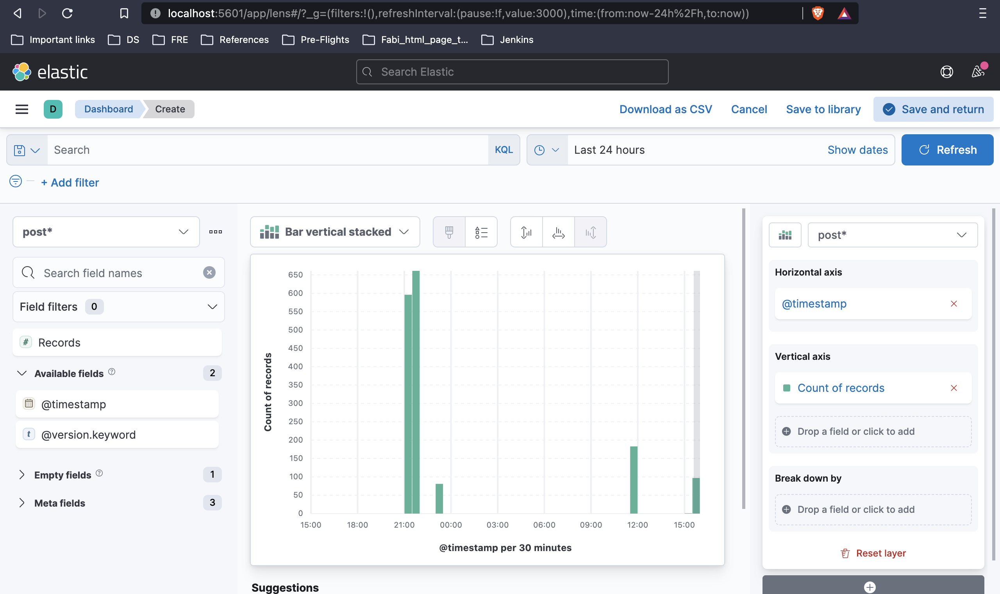 localhost:5601/app/lens#/?_g=(filters:!(),refreshInterval:(pause:!f,value:3000),time:(from:now-24h%2Fh,to:now))
Important links DS FRE References Pre-Flights Fabi_html_page_t... Jenkins
elastic Search Elastic
D Dashboard Create Download as CSV Cancel Save to library Save and return
Search KQL Last 24 hours Show dates Refresh
+ Add filter
post*
Search field names
Field filters 0
# Records
Available fields 2
@timestamp
t @version.keyword
Empty fields 1
Meta fields 3
Bar vertical stacked
650
600
550
500
450
400
350
300
250
200
150
100
50
0
Count of records
15:00 18:00 21:00 00:00 03:00 06:00 09:00 12:00 15:00
@timestamp per 30 minutes
Suggestions
post*
Horizontal axis
@timestamp
Vertical axis
Count of records
Drop a field or click to add
Break down by
Drop a field or click to add
Reset layer